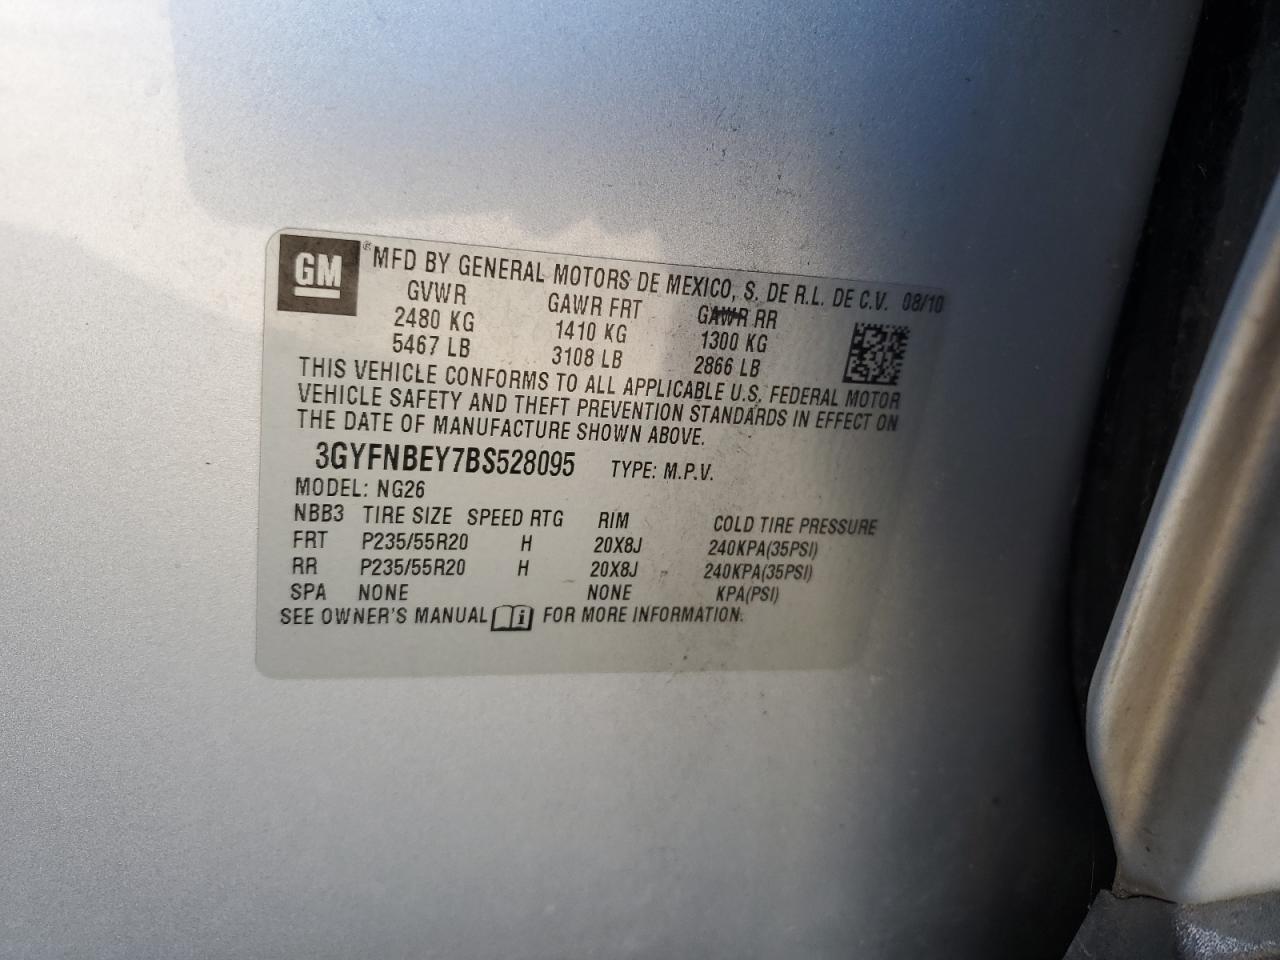 GM ® MFD BY GENERAL MOTORS DE MEXICO, S. DE R.L. DE C.V. 08/10
GVWR GAWR FRT GAWR RR
2480 KG 1410 KG 1300 KG
5467 LB 3108 LB 2866 LB
THIS VEHICLE CONFORMS TO ALL APPLICABLE U.S. FEDERAL MOTOR
VEHICLE SAFETY AND THEFT PREVENTION STANDARDS IN EFFECT ON
THE DATE OF MANUFACTURE SHOWN ABOVE.
3GYFNBEY7BS528095 TYPE: M.P.V.
MODEL: NG26
NBB3 TIRE SIZE SPEED RTG RIM COLD TIRE PRESSURE
FRT P235/55R20 H 20X8J 240KPA(35PSI)
RR P235/55R20 H 20X8J 240KPA(35PSI)
SPA NONE NONE KPA(PSI)
SEE OWNER'S MANUAL i FOR MORE INFORMATION.